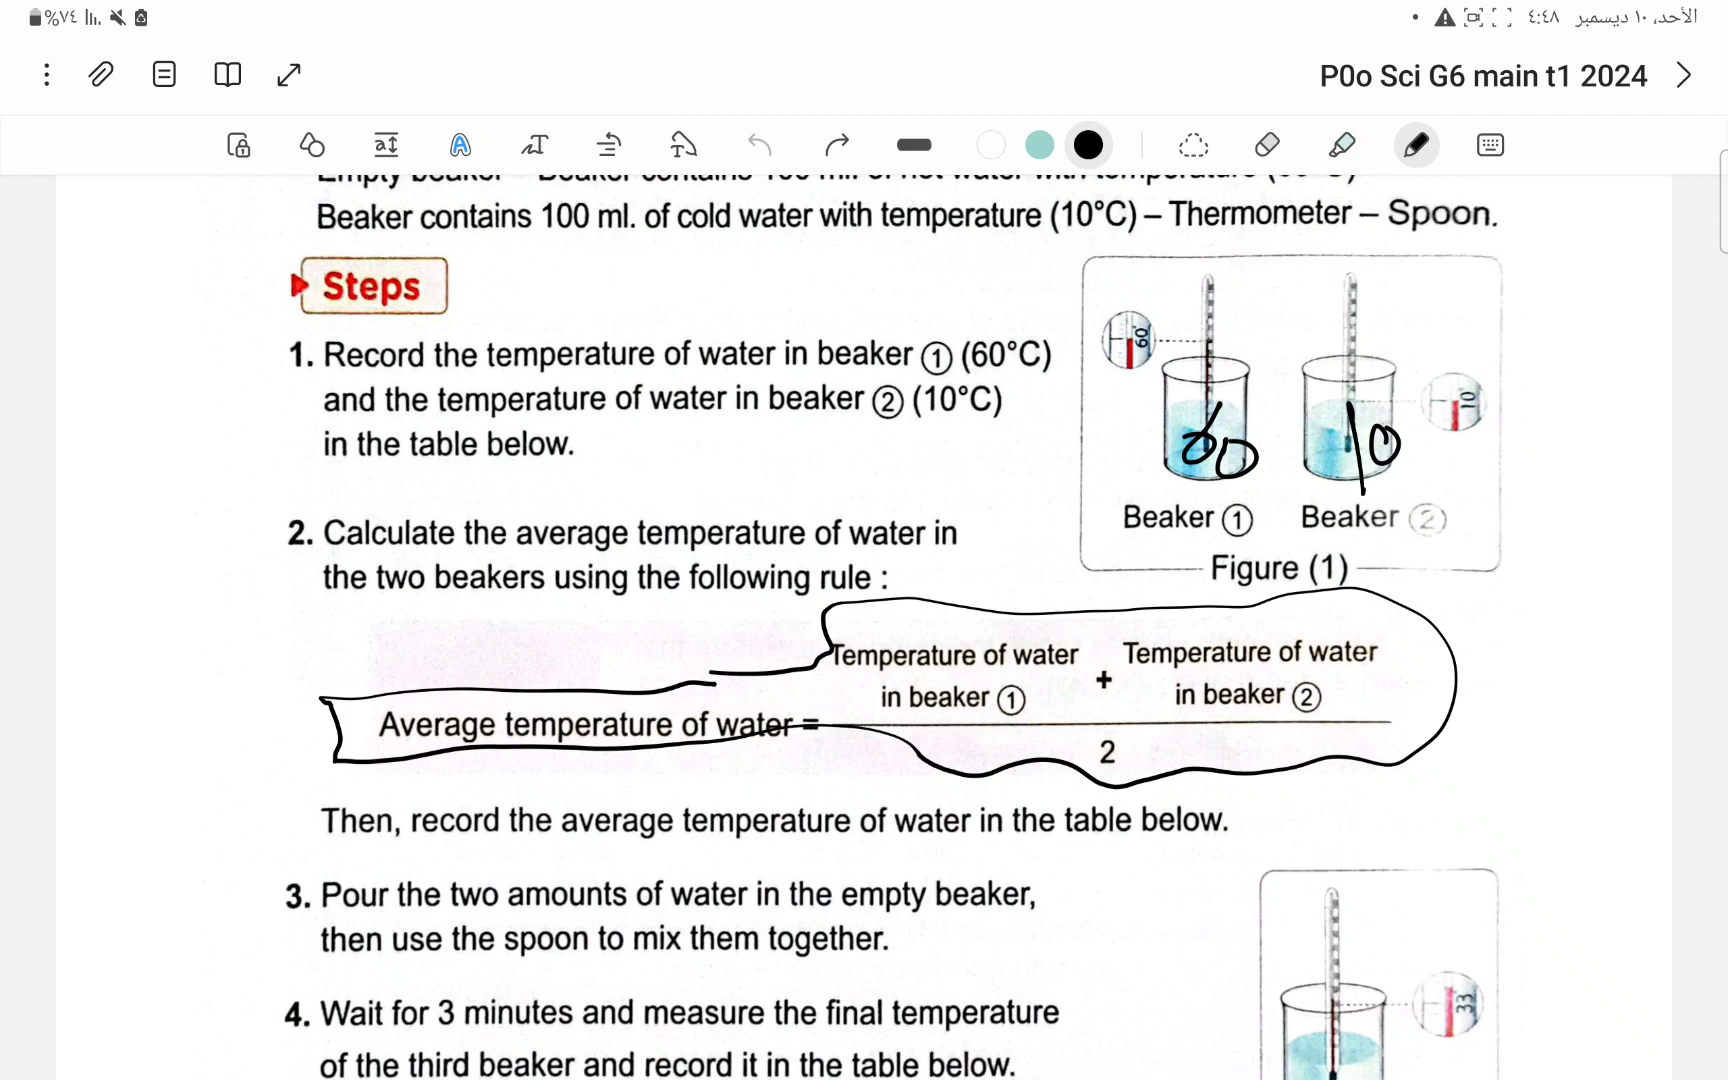 %٧٤
الأحد، ١٠ ديسمبر ٤:٤٨
P0o Sci G6 main t1 2024
Beaker contains 100 ml. of cold water with temperature (10°C) – Thermometer – Spoon.
Steps
1. Record the temperature of water in beaker ① (60°C)
and the temperature of water in beaker ② (10°C)
in the table below.
60°
10°
60
10
Beaker ① Beaker ②
Figure (1)
2. Calculate the average temperature of water in
the two beakers using the following rule :
Average temperature of water =
Temperature of water
in beaker ①
+
Temperature of water
in beaker ②
2
Then, record the average temperature of water in the table below.
3. Pour the two amounts of water in the empty beaker,
then use the spoon to mix them together.
4. Wait for 3 minutes and measure the final temperature
of the third beaker and record it in the table below.
33